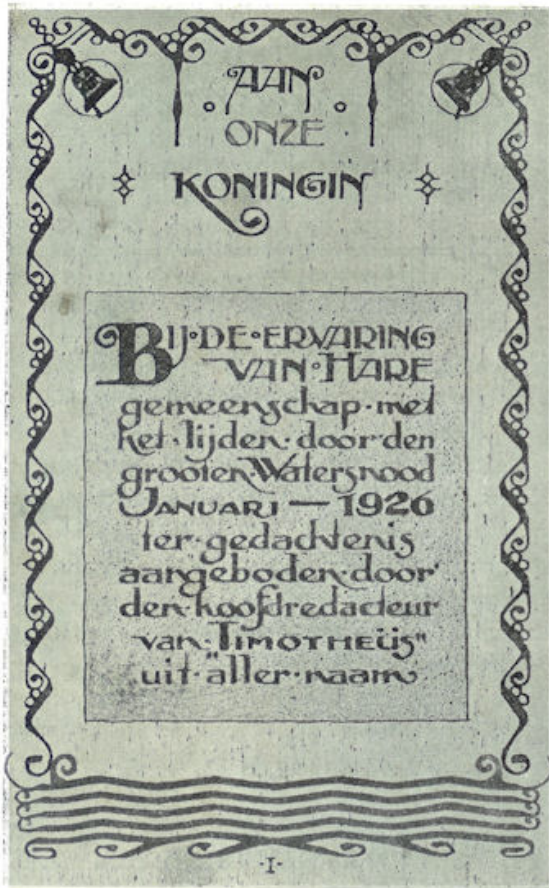 AAN
ONZE
KONINGIN
BIJ·DE·ERVARING
VAN·HARE
gemeenschap·met
het·lijden·door·den
grooten·Watersnood
JANUARI — 1926
ter·gedachtenis
aangeboden·door
den·hoofdredacteur
van·„TIMOTHEÜS"
uit·aller·naam
·I·